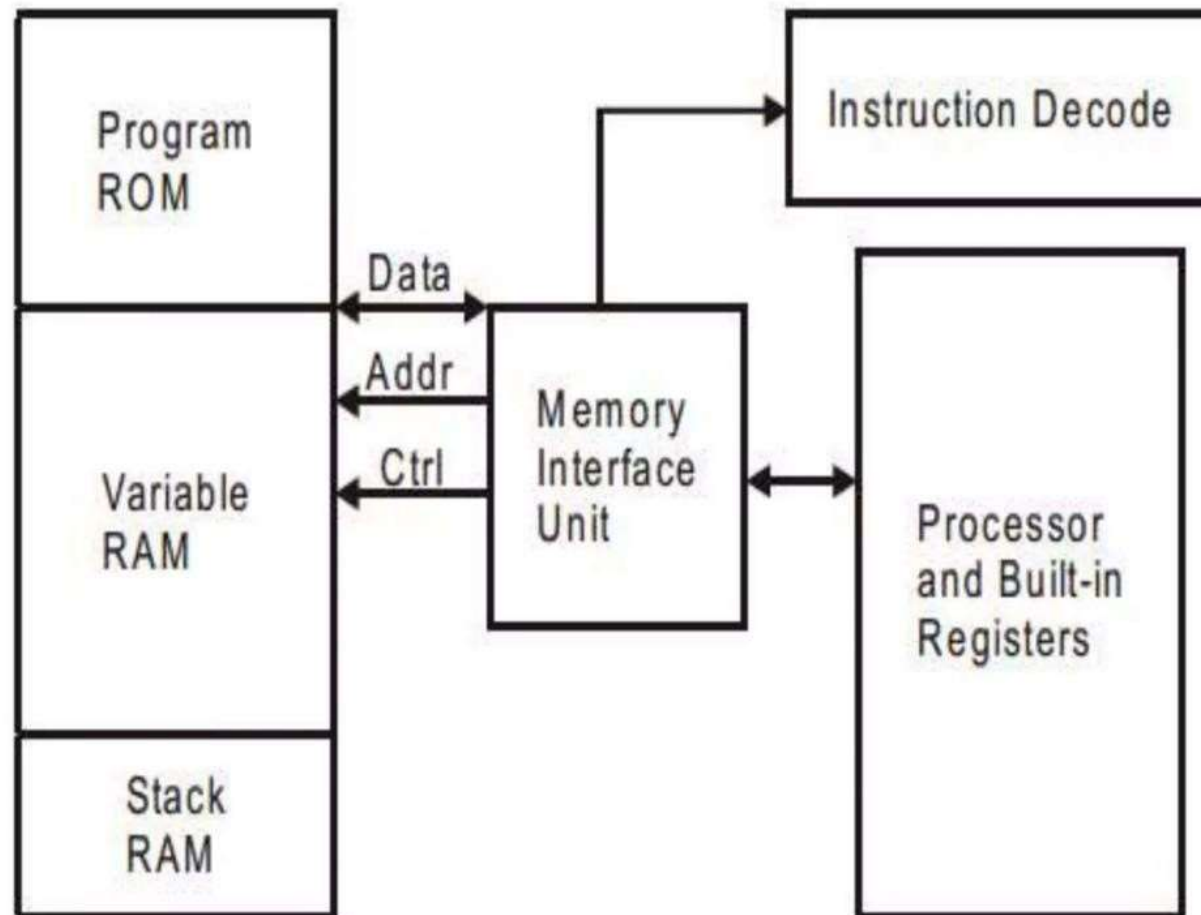 Program
ROM
Instruction Decode
Data
Addr
Ctrl
Memory
Interface
Unit
Variable
RAM
Processor
and Built-in
Registers
Stack
RAM